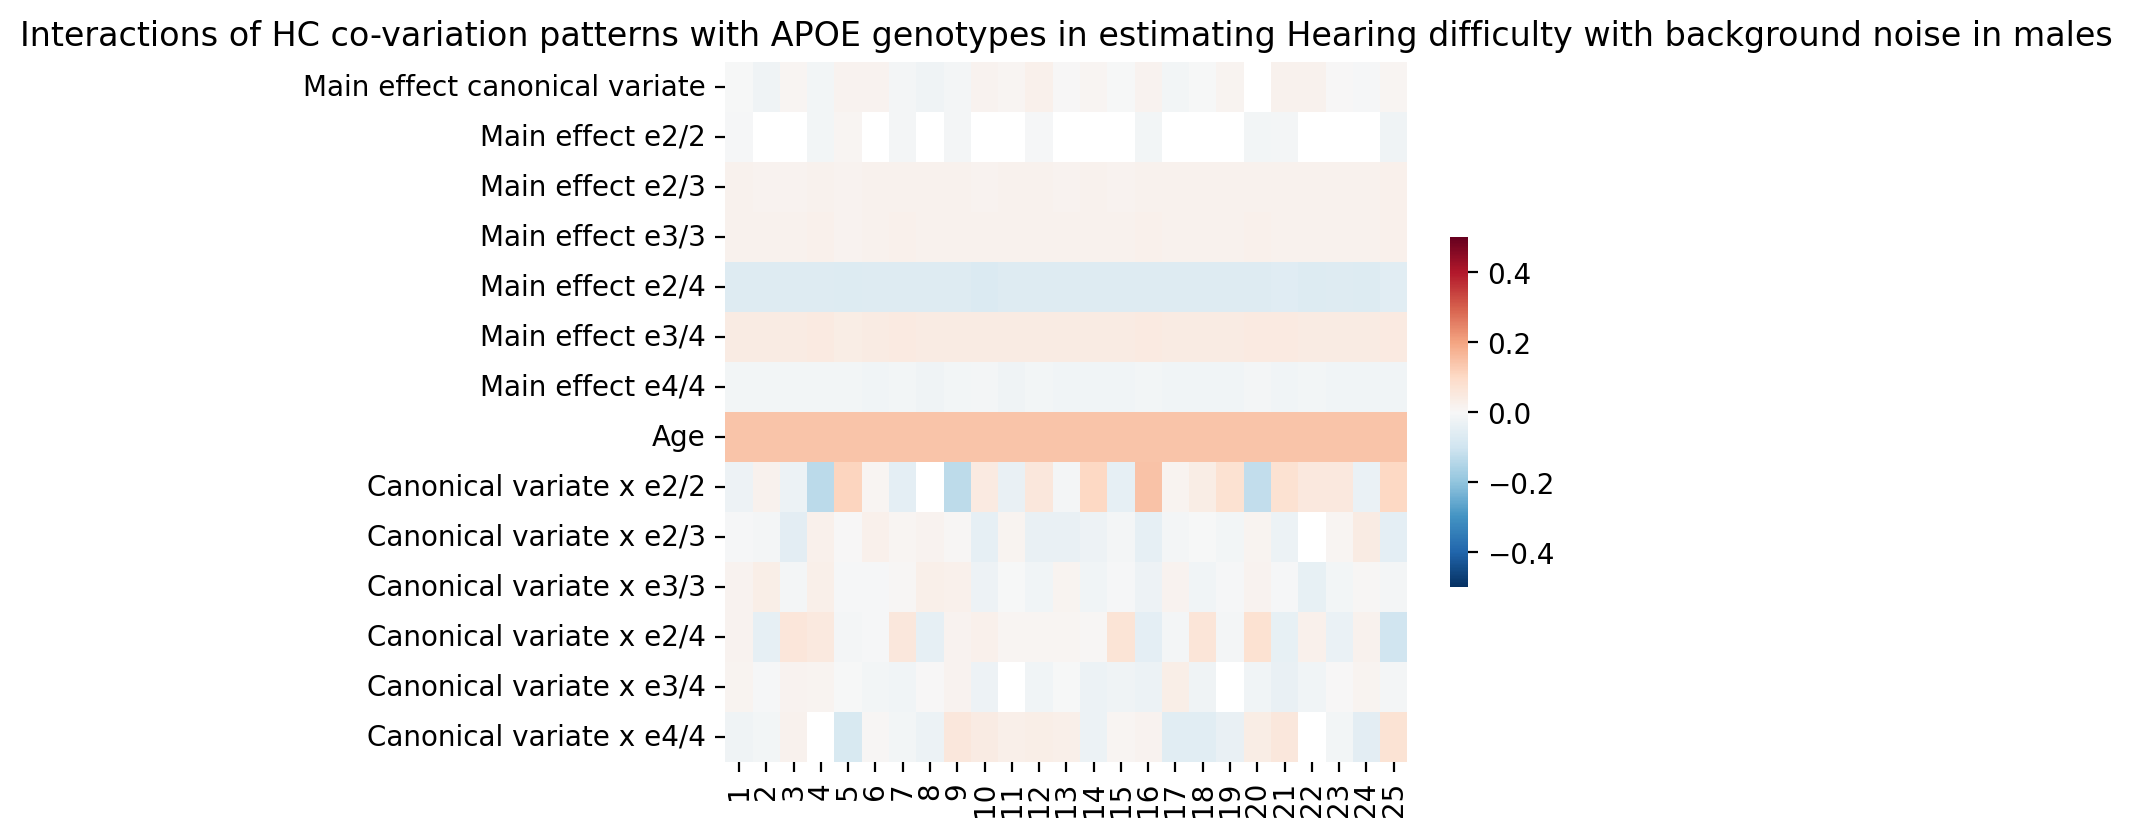 Interactions of HC co-variation patterns with APOE genotypes in estimating Hearing difficulty with background noise in males
Main effect canonical variate
Main effect e2/2
Main effect e2/3
Main effect e3/3
Main effect e2/4
Main effect e3/4
Main effect e4/4
Age
Canonical variate x e2/2
Canonical variate x e2/3
Canonical variate x e3/3
Canonical variate x e2/4
Canonical variate x e3/4
Canonical variate x e4/4
1 2 3 4 5 6 7 8 9 10 11 12 13 14 15 16 17 18 19 20 21 22 23 24 25
0.4
0.2
0.0
−0.2
−0.4